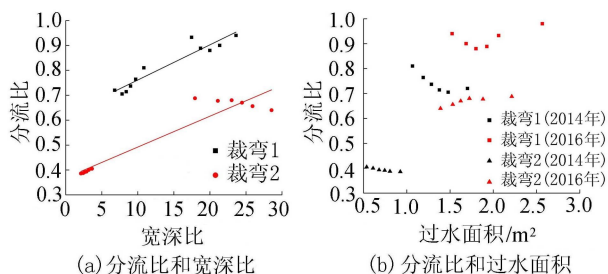 1.0
0.9
0.8
0.7
0.6
0.5
0.4
0.3
分流比
0 5 10 15 20 25 30
宽深比
裁弯1
裁弯2
(a) 分流比和宽深比
1.0
0.9
0.8
0.7
0.6
0.5
0.4
0.3
分流比
0.5 1.0 1.5 2.0 2.5 3.0
过水面积/m²
裁弯1(2014年)
裁弯1(2016年)
裁弯2(2014年)
裁弯2(2016年)
(b) 分流比和过水面积